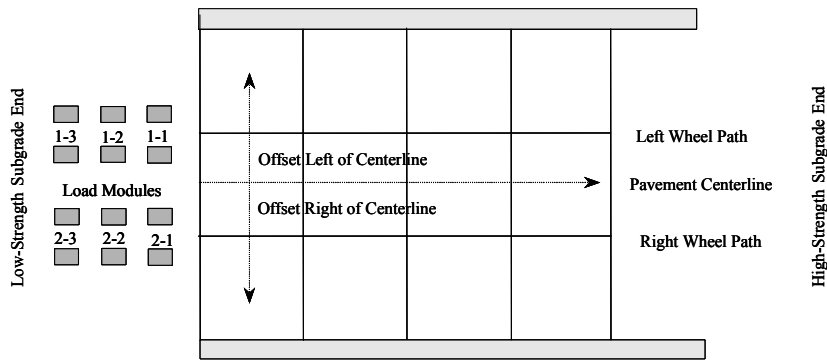 Low-Strength Subgrade End
1-3 1-2 1-1
Load Modules
2-3 2-2 2-1
Offset Left of Centerline
Offset Right of Centerline
Left Wheel Path
Pavement Centerline
Right Wheel Path
High-Strength Subgrade End